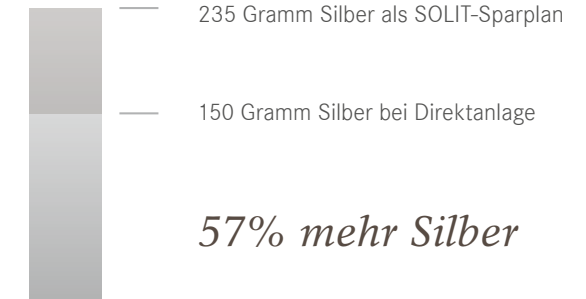 235 Gramm Silber als SOLIT-Sparplan
150 Gramm Silber bei Direktanlage
57% mehr Silber